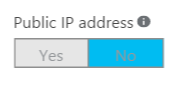 Public IP address
Yes No